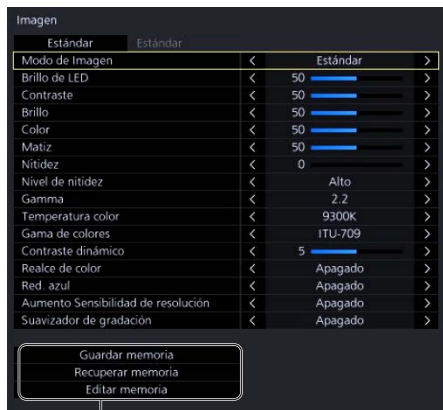 Imagen
Estándar Estándar
Modo de Imagen < Estándar >
Brillo de LED < 50 >
Contraste < 50 >
Brillo < 50 >
Color < 50 >
Matiz < 50 >
Nitidez < 0 >
Nivel de nitidez < Alto >
Gamma < 2.2 >
Temperatura color < 9300K >
Gama de colores < ITU-709 >
Contraste dinámico < 5 >
Realce de color < Apagado >
Red. azul < Apagado >
Aumento Sensibilidad de resolución < Apagado >
Suavizador de gradación < Apagado >
Guardar memoria
Recuperar memoria
Editar memoria